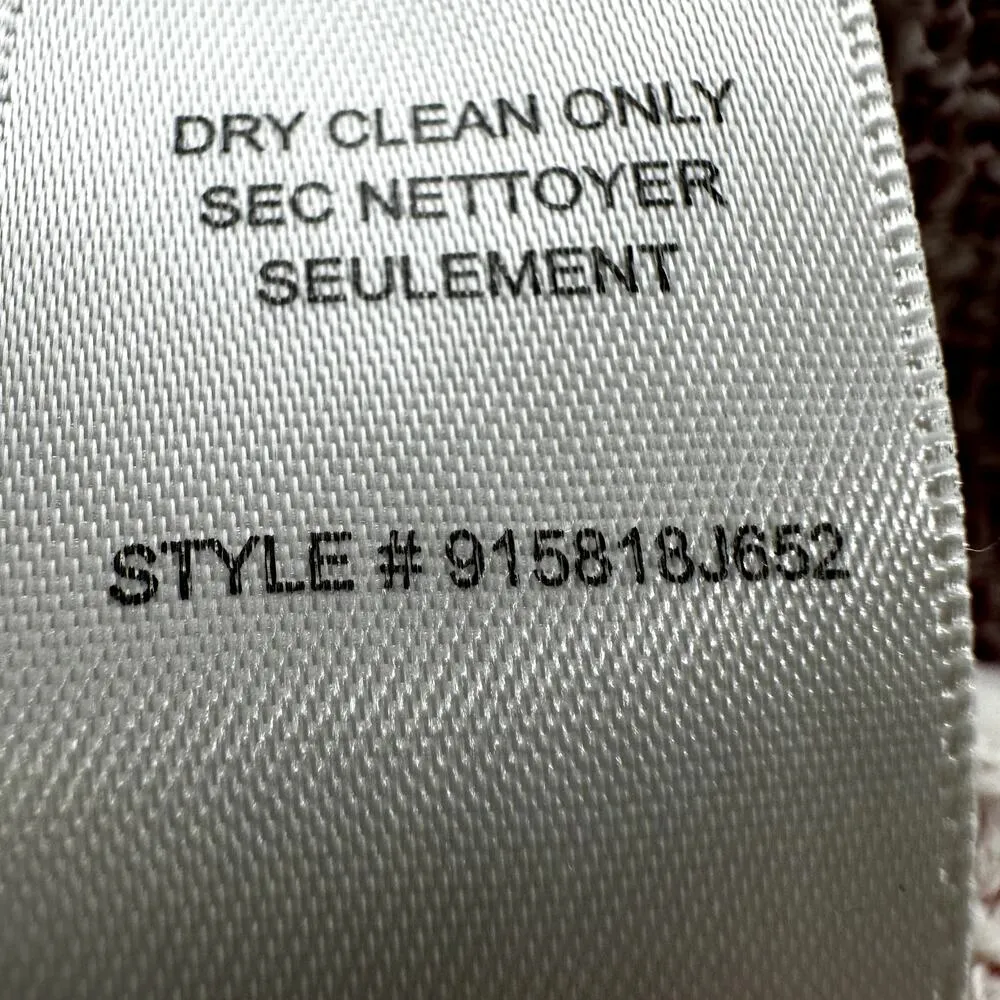 DRY CLEAN ONLY
SEC NETTOYER
SEULEMENT
STYLE # 915818J652